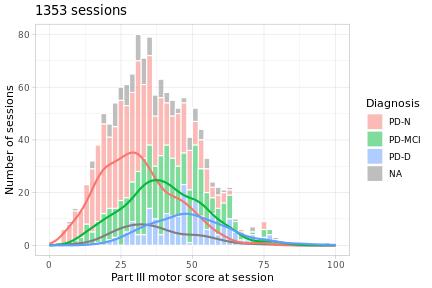 1353 sessions
Number of sessions
80
60
40
20
0
0 25 50 75 100
Part III motor score at session
Diagnosis
PD-N
PD-MCI
PD-D
NA